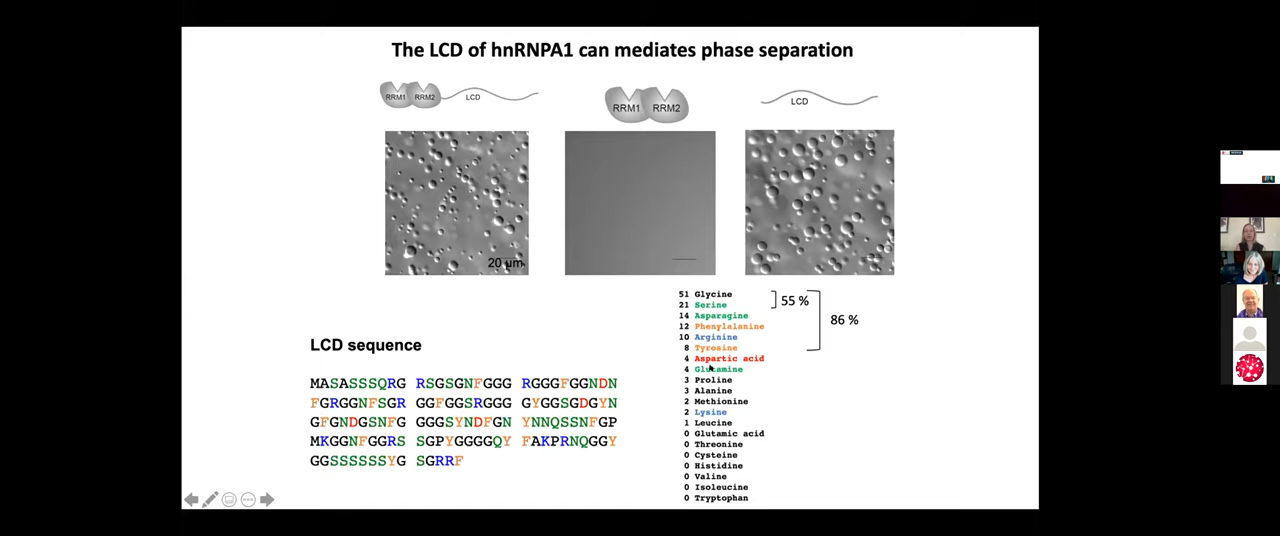 The LCD of hnRNPA1 can mediates phase separation
RRM1 RRM2 LCD
RRM1 RRM2
LCD
20 µm
51 Glycine
21 Serine
14 Asparagine
12 Phenylalanine
10 Arginine
8 Tyrosine
4 Aspartic acid
4 Glutamine
3 Proline
3 Alanine
2 Methionine
2 Lysine
1 Leucine
0 Glutamic acid
0 Threonine
0 Cysteine
0 Histidine
0 Valine
0 Isoleucine
0 Tryptophan
55 %
86 %
LCD sequence
MASASSSQRG RSGSGNFGGG RGGGFGGNDN
FGRGGNFSGR GGFGGSRGGG GYGGSGDGYN
GFGNDGSNFG GGGSYNDFGN YNNQSSNFGP
MKGGNFGGRS SGPYGGGGQY FAKPRNQGGY
GGSSSSSSYG SGRRF